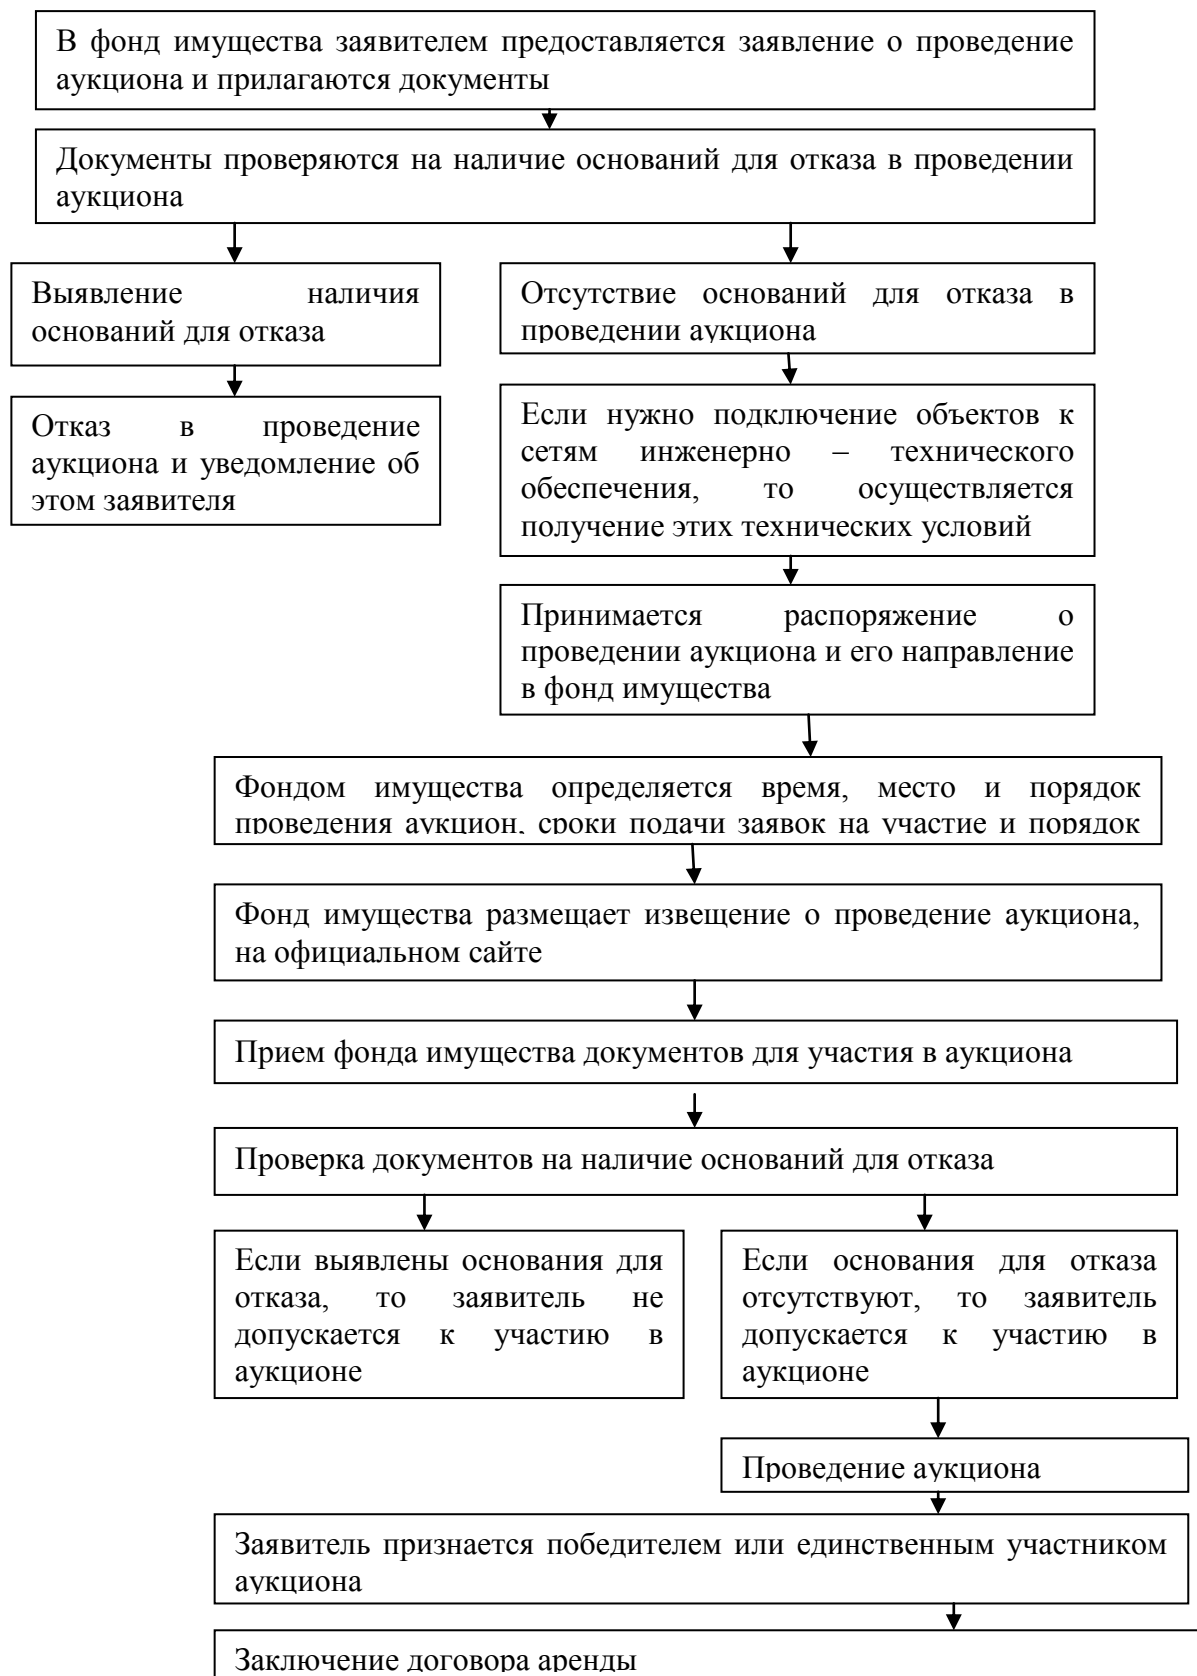 В фонд имущества заявителем предоставляется заявление о проведение
аукциона и прилагаются документы
Документы проверяются на наличие оснований для отказа в проведении
аукциона
Выявление наличия
оснований для отказа
Отсутствие оснований для отказа в
проведении аукциона
Отказ в проведение
аукциона и уведомление об
этом заявителя
Если нужно подключение объектов к
сетям инженерно – технического
обеспечения, то осуществляется
получение этих технических условий
Принимается распоряжение о
проведении аукциона и его направление
в фонд имущества
Фондом имущества определяется время, место и порядок
проведения аукцион, сроки подачи заявок на участие и порядок
Фонд имущества размещает извещение о проведение аукциона,
на официальном сайте
Прием фонда имущества документов для участия в аукциона
Проверка документов на наличие оснований для отказа
Если выявлены основания для
отказа, то заявитель не
допускается к участию в
аукционе
Если основания для отказа
отсутствуют, то заявитель
допускается к участию в
аукционе
Проведение аукциона
Заявитель признается победителем или единственным участником
аукциона
Заключение договора аренды